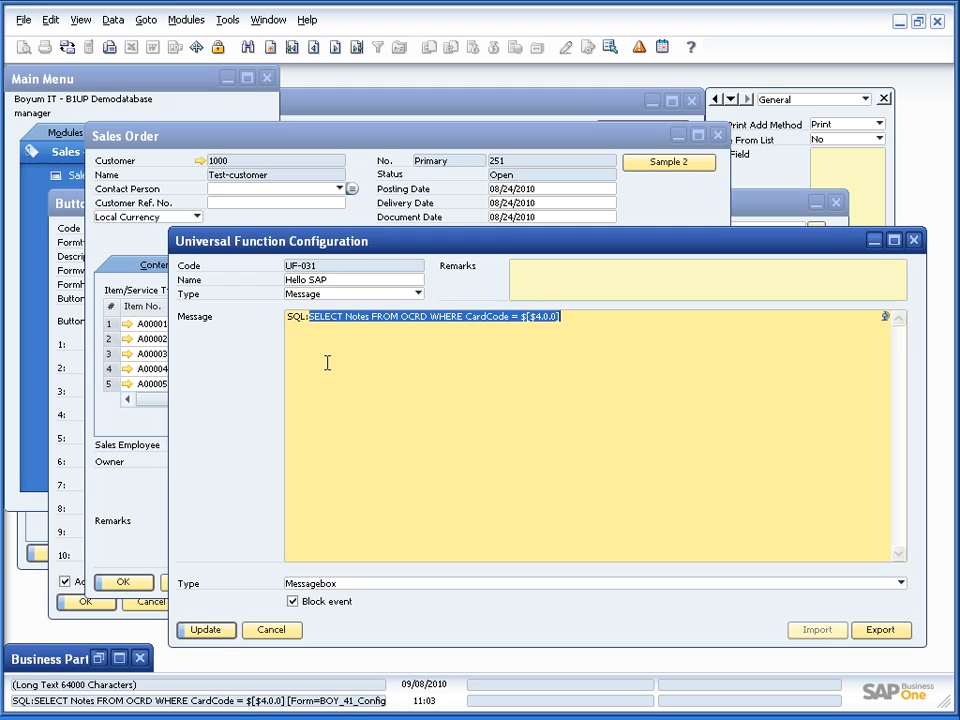 File Edit View Data Goto Modules Tools Window Help
Main Menu
Boyum IT - B1UP Demodatabase
manager
Modules
Sales -
General
Print Add Method Print
From List No
Field
Sales Order
Customer 1000
Name Test-customer
Contact Person
Customer Ref. No.
Local Currency
No. Primary 251
Status Open
Posting Date 08/24/2010
Delivery Date 08/24/2010
Document Date 08/24/2010
Sample 2
Code
Item/Service T
# Item No.
1 A00001
2 A00002
3 A00003
4 A00004
5 A00005
Sales Employee
Owner
Remarks
OK
1:
2:
3:
4:
5:
6:
7:
8:
9:
10:
OK Cancel
Universal Function Configuration
Code UF-031
Name Hello SAP
Type Message
Remarks
Message SQL:SELECT Notes FROM OCRD WHERE CardCode = $[$4.0.0]
Type Messagebox
Block event
Update Cancel Import Export
Business Part
(Long Text 64000 Characters) 09/08/2010
SQL:SELECT Notes FROM OCRD WHERE CardCode = $[$4.0.0] [Form=BOY_41_Config 11:03
SAP Business One